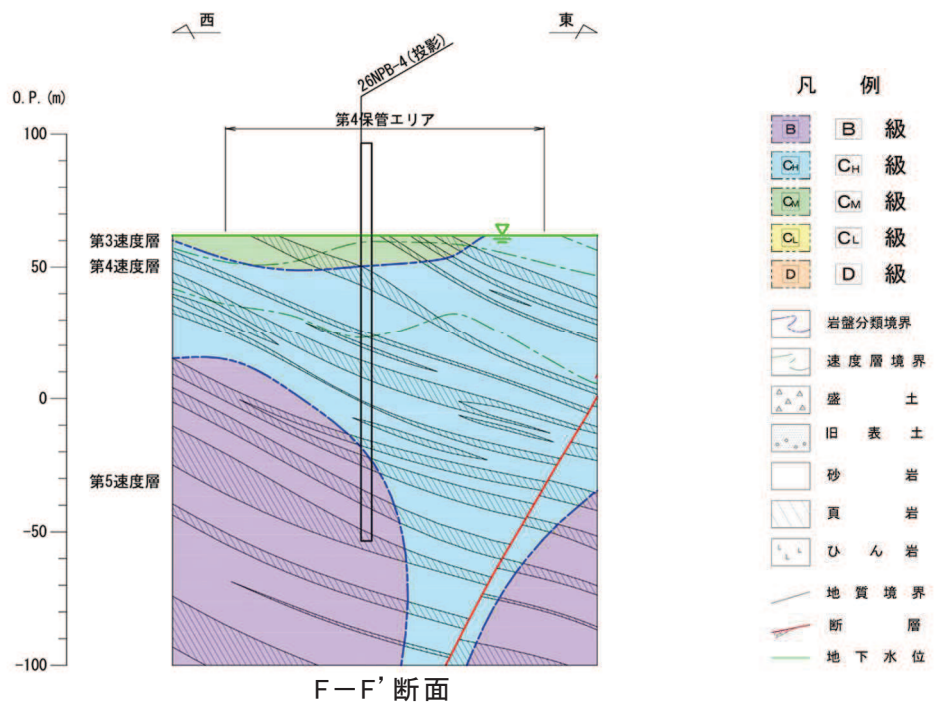 西 東
26NPB-4(投影)
O.P.(m)
第4保管エリア
100
第3速度層
第4速度層
50
0
第5速度層
-50
-100
F-F'断面
凡 例
B B 級
CH CH 級
CM CM 級
CL CL 級
D D 級
岩盤分類境界
速度層境界
盛土
旧表土
砂岩
頁岩
ひん岩
地質境界
断層
地下水位